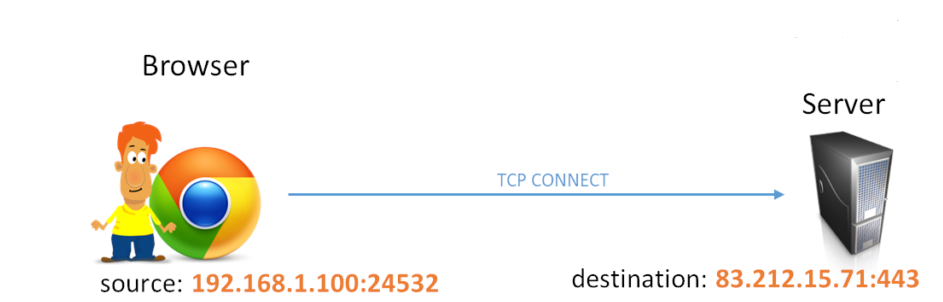 Browser
Server
TCP CONNECT
source: 192.168.1.100:24532
destination: 83.212.15.71:443